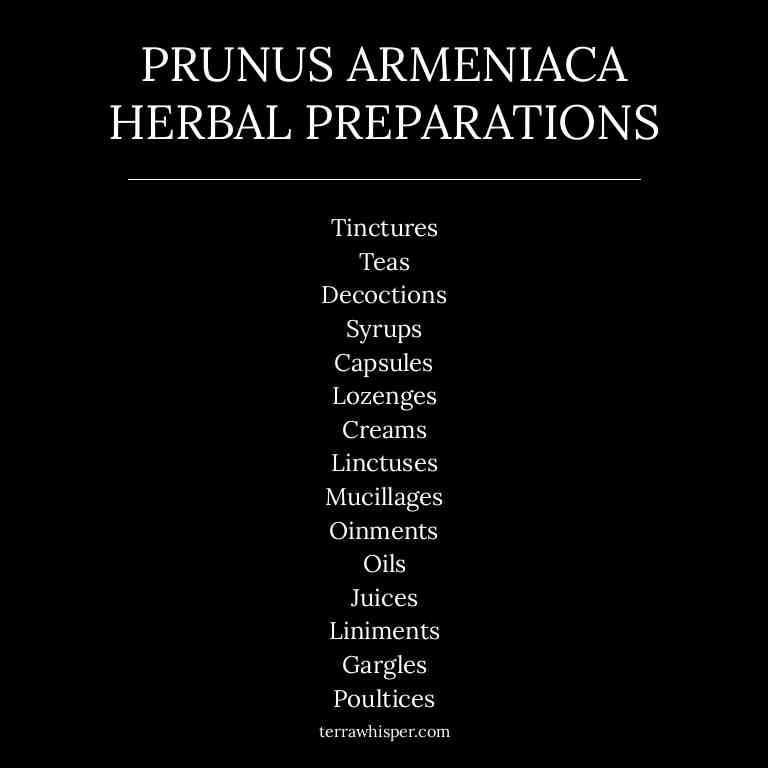 PRUNUS ARMENIACA
HERBAL PREPARATIONS
Tinctures
Teas
Decoctions
Syrups
Capsules
Lozenges
Creams
Linctuses
Mucillages
Oinments
Oils
Juices
Liniments
Gargles
Poultices
terrawhisper.com